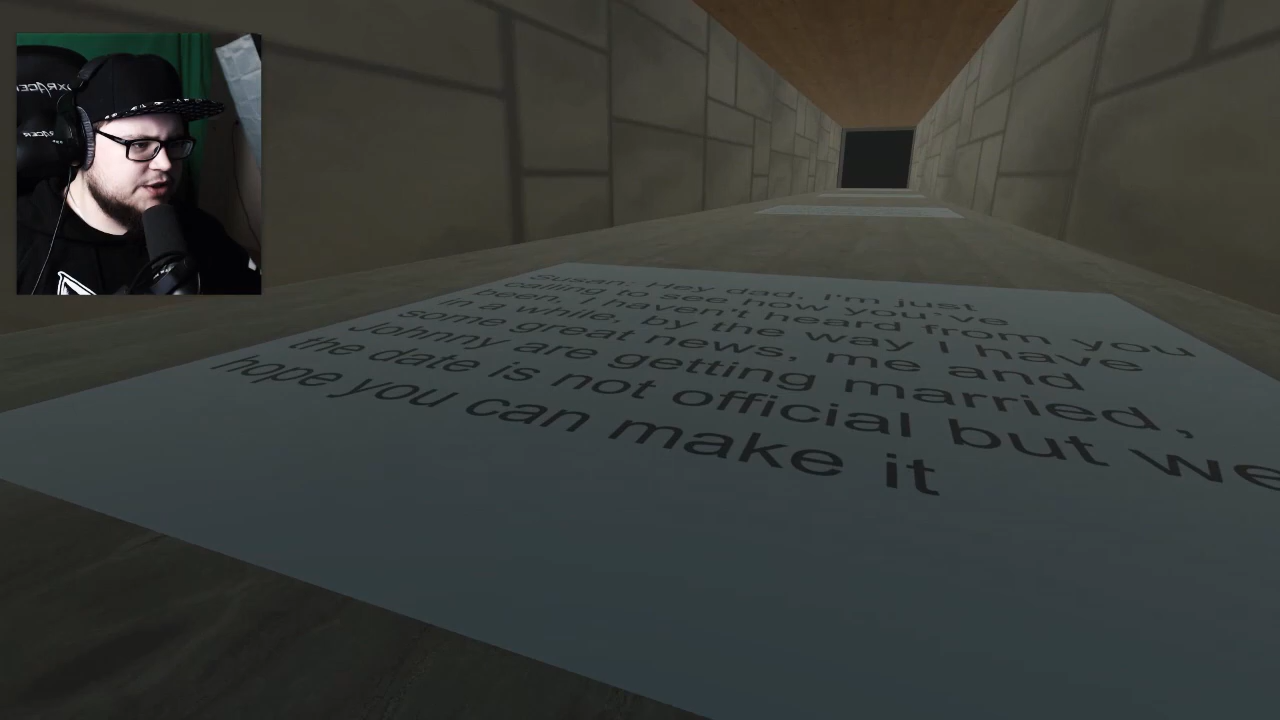 Susan: Hey dad, I'm just
calling to see how you've
been. I haven't heard from you
in a while, by the way I have
some great news, me and
Johnny are getting married,
the date is not official but we
hope you can make it